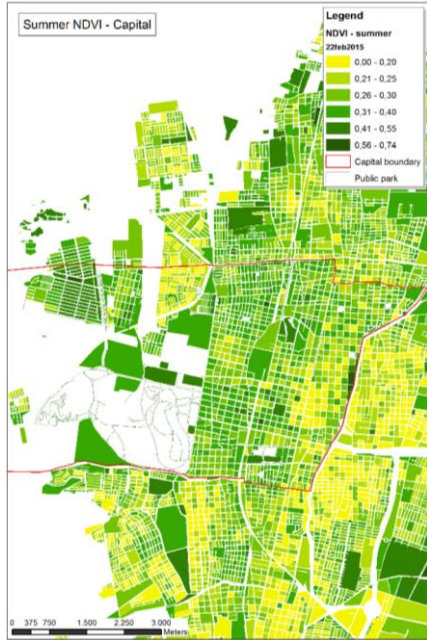 Summer NDVI - Capital
Legend
NDVI - summer
22feb2015
0,00 - 0,20
0,21 - 0,25
0,26 - 0,30
0,31 - 0,40
0,41 - 0,55
0,56 - 0,74
Capital boundary
Public park
0 375 750 1.500 2.250 3.000
Meters